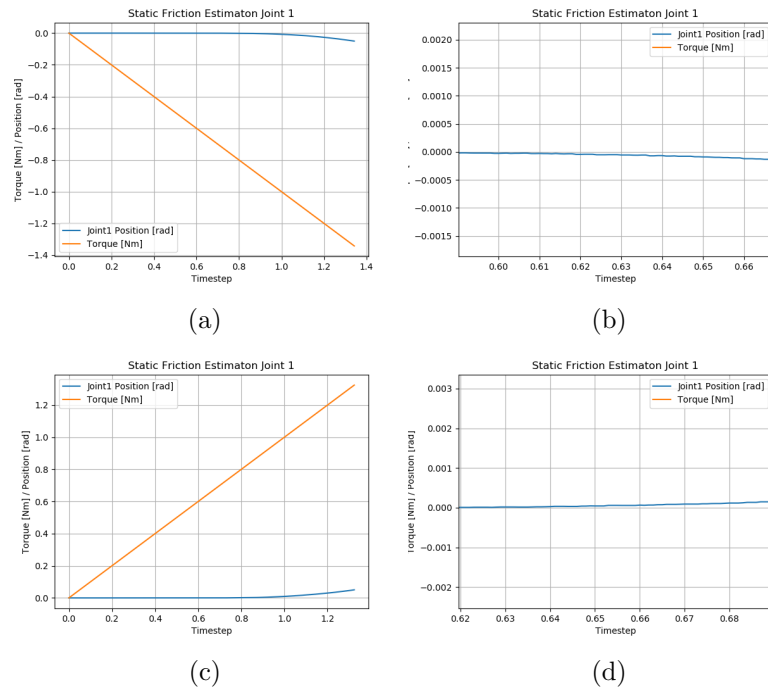 Static Friction Estimaton Joint 1
Torque [Nm] / Position [rad]
0.0
−0.2
−0.4
−0.6
−0.8
−1.0
−1.2
−1.4
Joint1 Position [rad]
Torque [Nm]
0.0 0.2 0.4 0.6 0.8 1.0 1.2 1.4
Timestep
(a)
Static Friction Estimaton Joint 1
0.0020
0.0015
0.0010
0.0005
0.0000
−0.0005
−0.0010
−0.0015
Joint1 Position [rad]
Torque [Nm]
0.60 0.61 0.62 0.63 0.64 0.65 0.66
Timestep
(b)
Static Friction Estimaton Joint 1
Torque [Nm] / Position [rad]
1.2
1.0
0.8
0.6
0.4
0.2
0.0
Joint1 Position [rad]
Torque [Nm]
0.0 0.2 0.4 0.6 0.8 1.0 1.2
Timestep
(c)
Static Friction Estimaton Joint 1
Torque [Nm] / Position [rad]
0.003
0.002
0.001
0.000
−0.001
−0.002
Joint1 Position [rad]
Torque [Nm]
0.62 0.63 0.64 0.65 0.66 0.67 0.68
Timestep
(d)